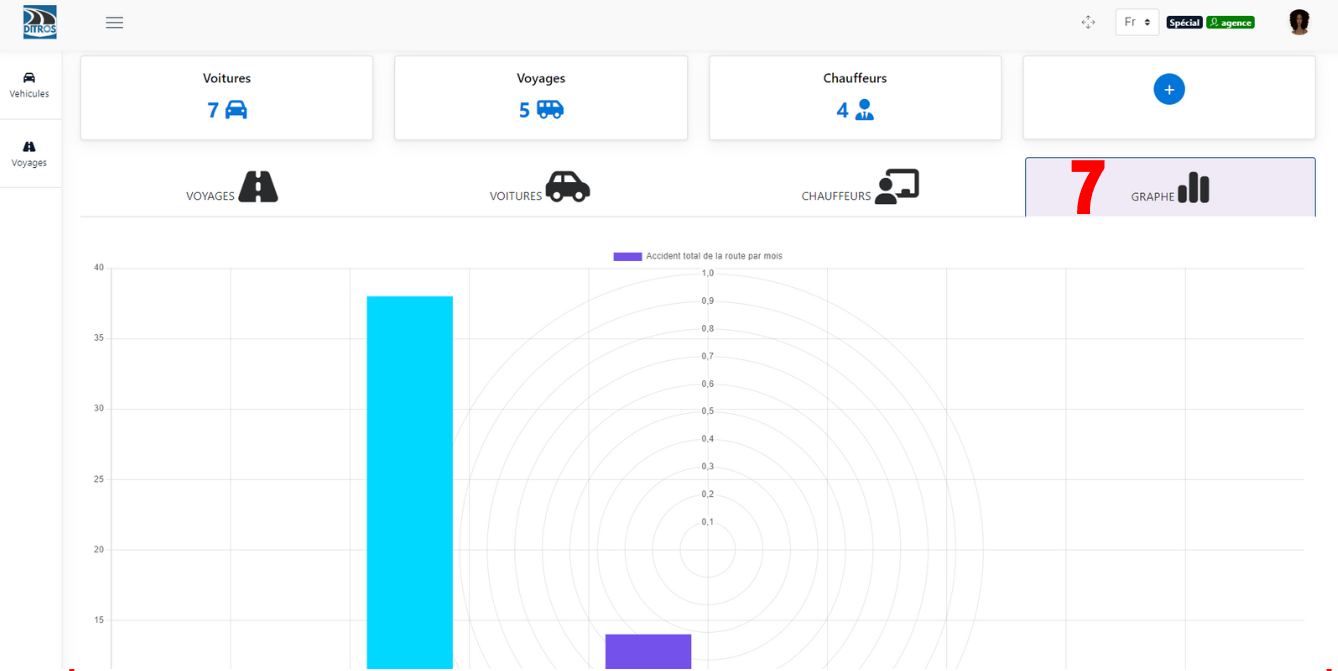 DITROS
Fr
Spécial
agence
Vehicules
Voyages
Voitures
7
Voyages
5
Chauffeurs
4
+
VOYAGES
VOITURES
CHAUFFEURS
7
GRAPHE
Accident total de la route par mois
40
35
30
25
20
15
1,0
0,9
0,8
0,7
0,6
0,5
0,4
0,3
0,2
0,1